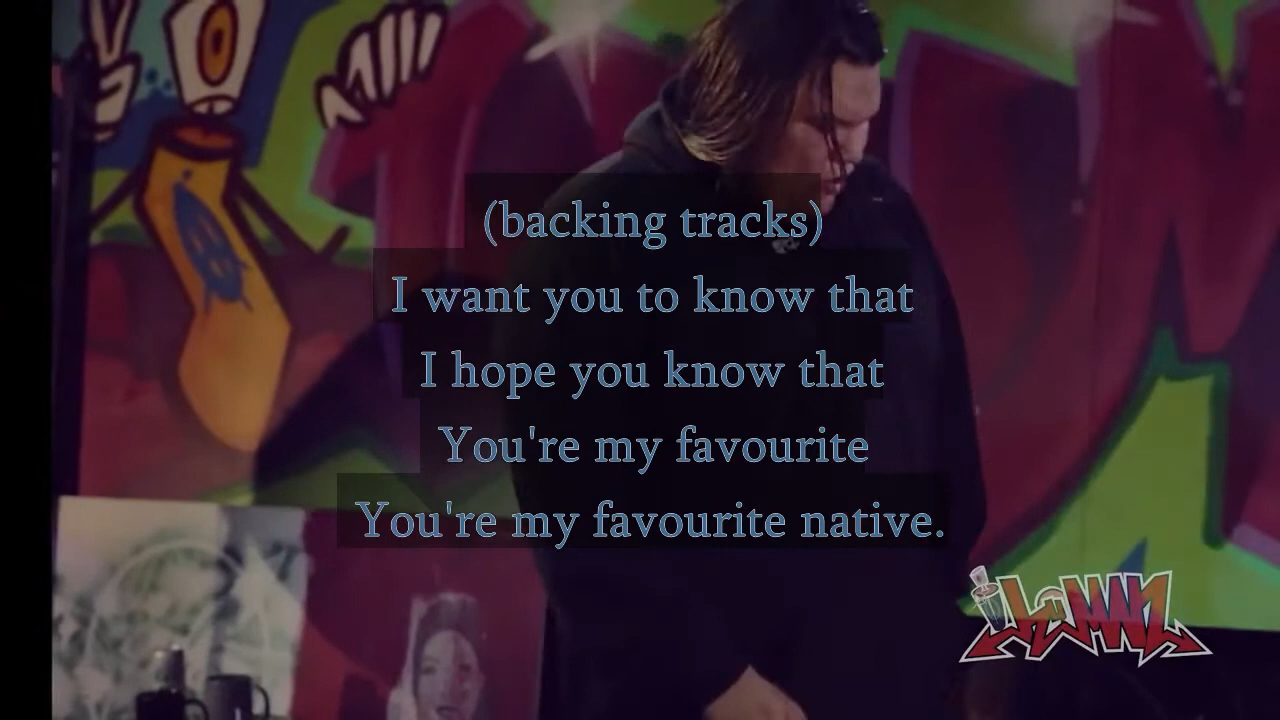 (backing tracks)
I want you to know that
I hope you know that
You're my favourite
You're my favourite native.